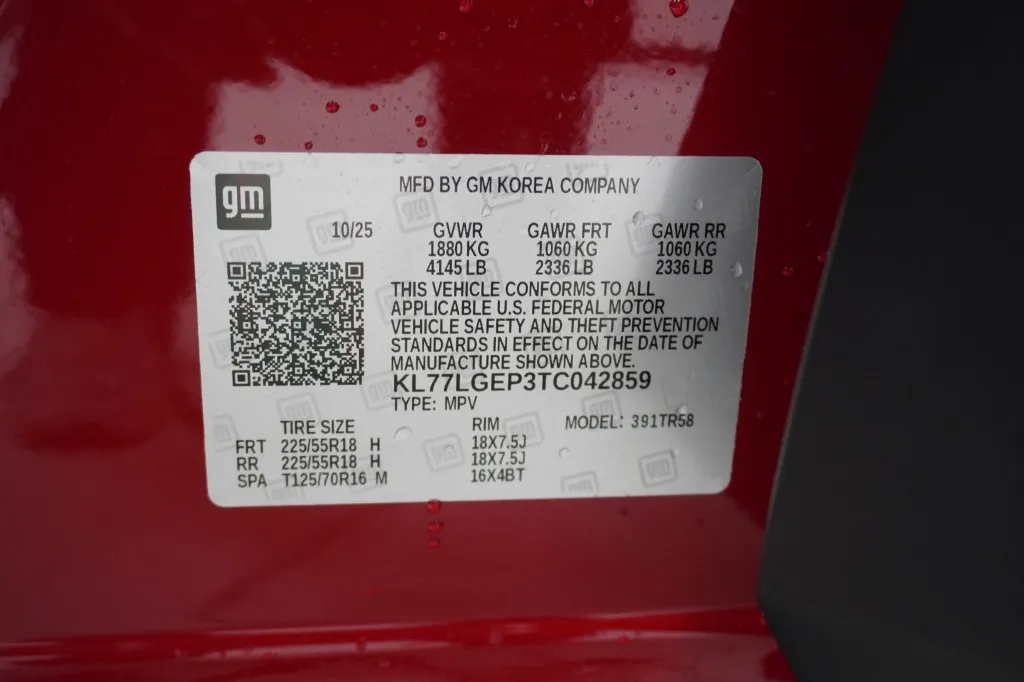 gm
MFD BY GM KOREA COMPANY
10/25
GVWR GAWR FRT GAWR RR
1880 KG 1060 KG 1060 KG
4145 LB 2336 LB 2336 LB
THIS VEHICLE CONFORMS TO ALL
APPLICABLE U.S. FEDERAL MOTOR
VEHICLE SAFETY AND THEFT PREVENTION
STANDARDS IN EFFECT ON THE DATE OF
MANUFACTURE SHOWN ABOVE.
KL77LGEP3TC042859
TYPE: MPV
TIRE SIZE RIM MODEL: 391TR58
FRT 225/55R18 H 18X7.5J
RR 225/55R18 H 18X7.5J
SPA T125/70R16 M 16X4BT